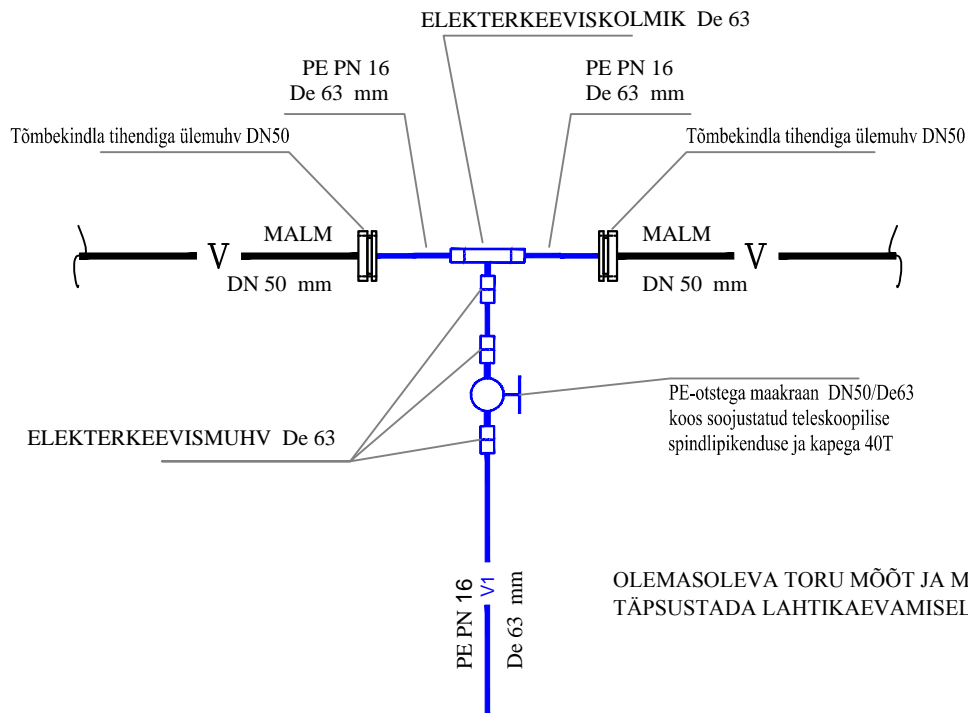 ELEKTERKEEVISKOLMIK De 63
PE PN 16
De 63 mm
PE PN 16
De 63 mm
Tõmbekindla tihendiga ülemuhv DN50
Tõmbekindla tihendiga ülemuhv DN50
MALM
V
DN 50 mm
MALM
V
DN 50 mm
PE-otstega maakraan DN50/De63
koos soojustatud teleskoopilise
spindlipikenduse ja kapega 40T
ELEKTERKEEVISMUHV De 63
OLEMASOLEVA TORU MÕÕT JA M
TÄPSUSTADA LAHTIKAEVAMISEL
PE PN 16
V1
De 63 mm